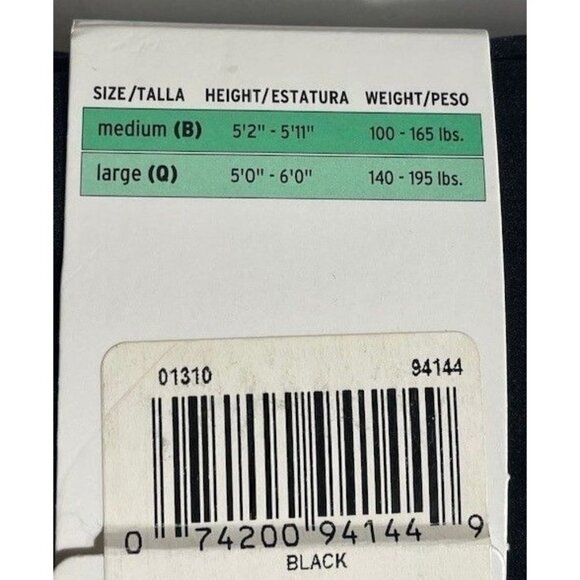 SIZE/TALLA HEIGHT/ESTATURA WEIGHT/PESO
medium (B) 5'2" - 5'11" 100 - 165 lbs.
large (Q) 5'0" - 6'0" 140 - 195 lbs.
01310 94144
0 74200 94144 9
BLACK